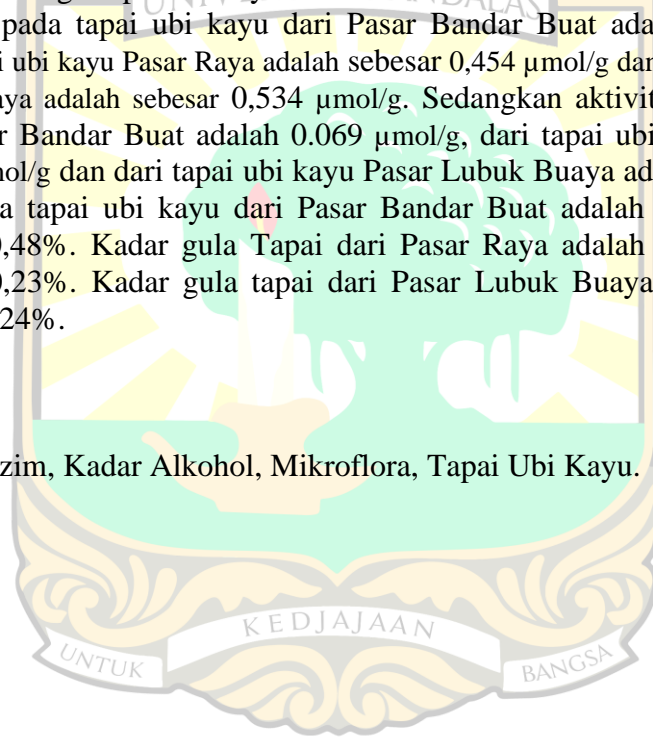 pada tapai ubi kayu dari Pasar Bandar Buat ada
i ubi kayu Pasar Raya adalah sebesar 0,454 µmol/g dan
aya adalah sebesar 0,534 µmol/g. Sedangkan aktivit
r Bandar Buat adalah 0.069 µmol/g, dari tapai ubi
mol/g dan dari tapai ubi kayu Pasar Lubuk Buaya ad
a tapai ubi kayu dari Pasar Bandar Buat adalah
0,48%. Kadar gula Tapai dari Pasar Raya adalah
0,23%. Kadar gula tapai dari Pasar Lubuk Buaya
24%.
zim, Kadar Alkohol, Mikroflora, Tapai Ubi Kayu.
KEDJAJAAN
UNTUK BANGSA